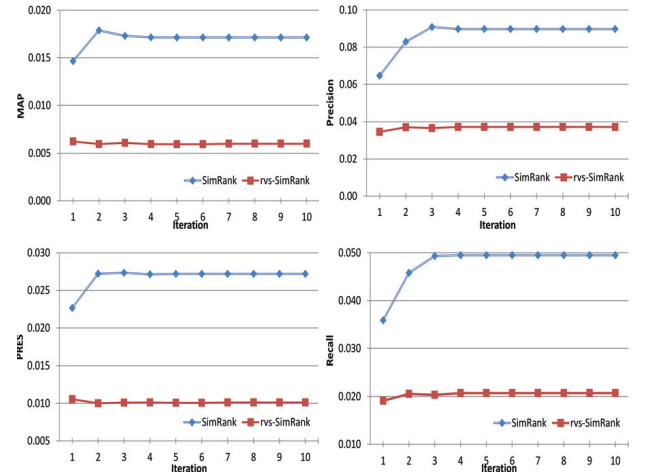 0.020
0.015
0.010
0.005
0.000
MAP
SimRank rvs-SimRank
1 2 3 4 5 6 7 8 9 10
Iteration
0.10
0.08
0.06
0.04
0.02
0.00
Precision
SimRank rvs-SimRank
1 2 3 4 5 6 7 8 9 10
Iteration
0.030
0.025
0.020
0.015
0.010
0.005
PRES
SimRank rvs-SimRank
1 2 3 4 5 6 7 8 9 10
Iteration
0.050
0.040
0.030
0.020
0.010
Recall
SimRank rvs-SimRank
1 2 3 4 5 6 7 8 9 10
Iteration